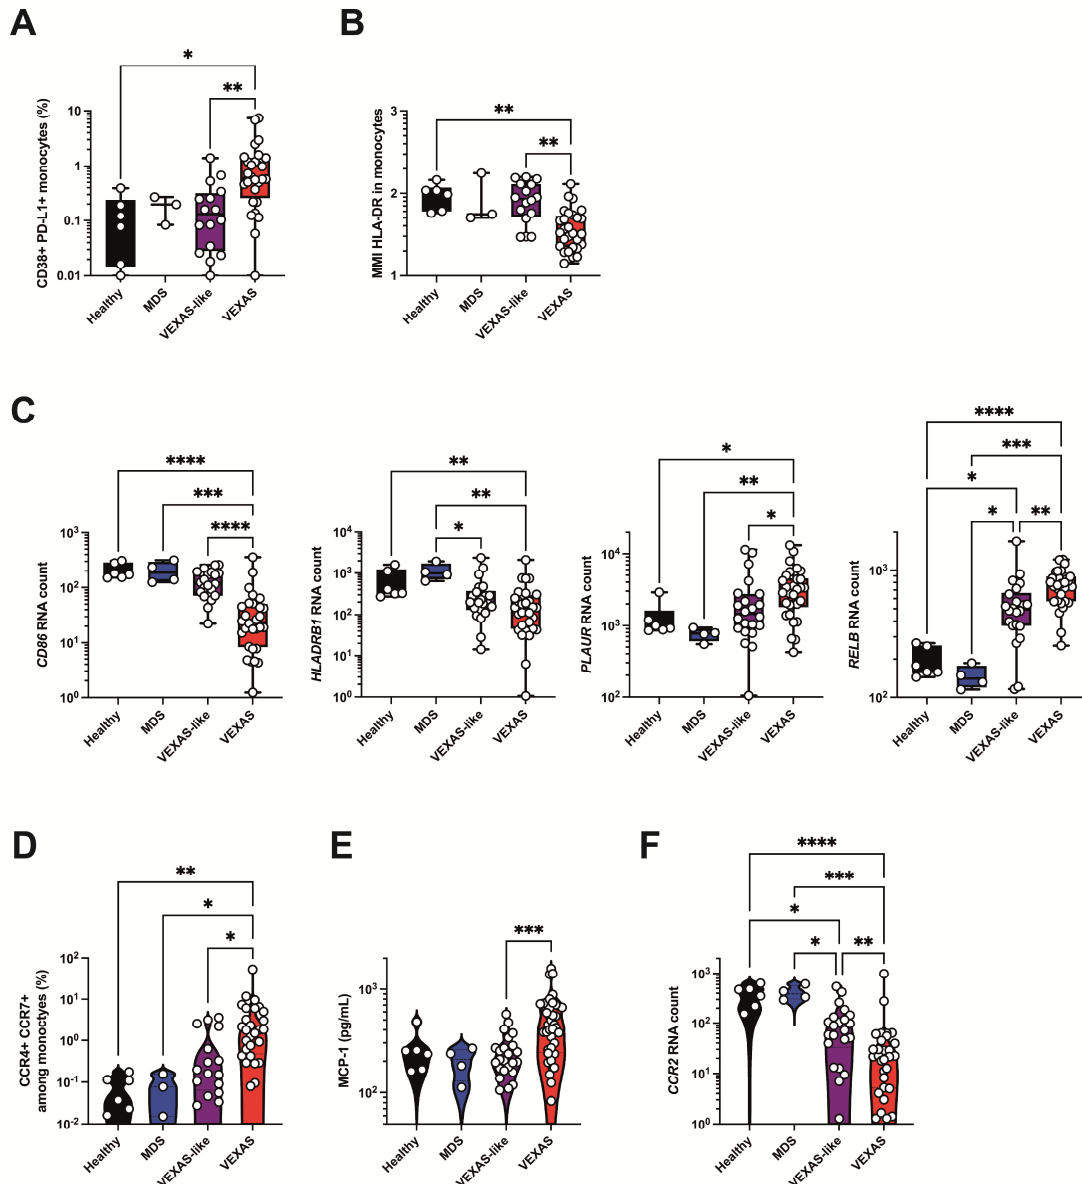 A
B
*
**
CD38+ PD-L1+ monocytes (%)
10
1
0.1
0.01
Healthy
MDS
VEXAS-like
VEXAS
**
**
MMI HLA-DR in monocytes
3
2
1
Healthy
MDS
VEXAS-like
VEXAS
C
****
***
****
CD86 RNA count
10³
10²
10¹
10⁰
Healthy
MDS
VEXAS-like
VEXAS
**
**
*
HLADRB1 RNA count
10⁴
10³
10²
10¹
10⁰
Healthy
MDS
VEXAS-like
VEXAS
*
**
*
PLAUR RNA count
10⁴
10³
10²
Healthy
MDS
VEXAS-like
VEXAS
****
***
*
*
**
RELB RNA count
10³
10²
Healthy
MDS
VEXAS-like
VEXAS
D
E
F
**
*
*
CCR4+ CCR7+
among monoctyes (%)
10²
10¹
10⁰
10⁻¹
10⁻²
Healthy
MDS
VEXAS-like
VEXAS
***
MCP-1 (pg/mL)
10³
10²
Healthy
MDS
VEXAS-like
VEXAS
****
***
*
*
**
CCR2 RNA count
10³
10²
10¹
10⁰
Healthy
MDS
VEXAS-like
VEXAS